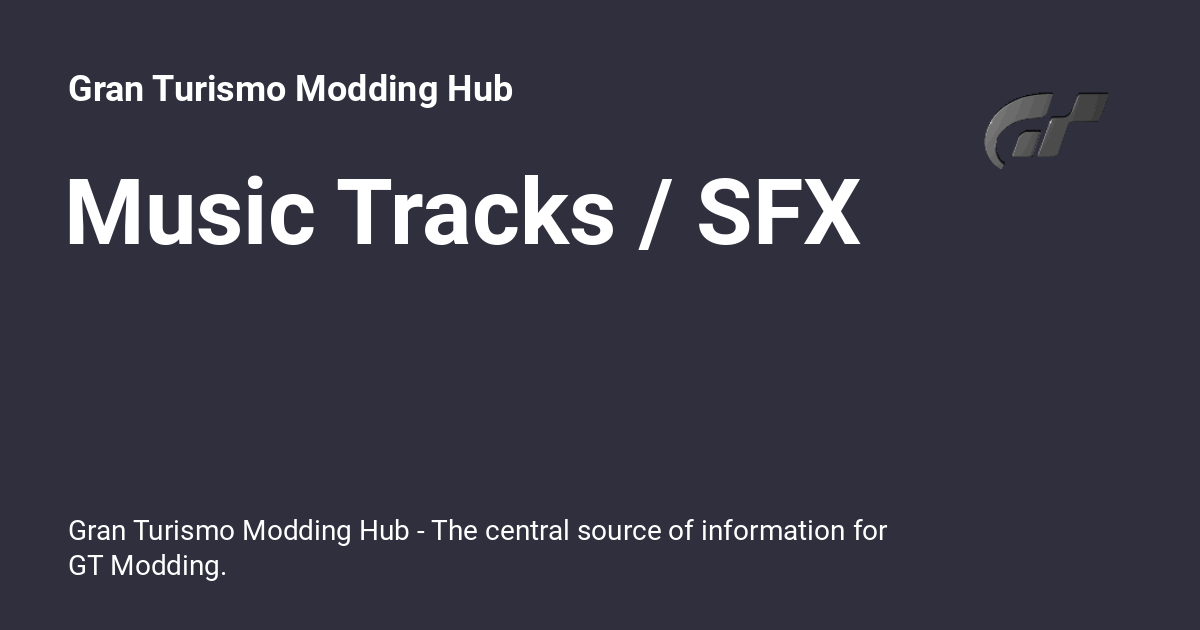 Gran Turismo Modding Hub
Music Tracks / SFX
Gran Turismo Modding Hub - The central source of information for
GT Modding.